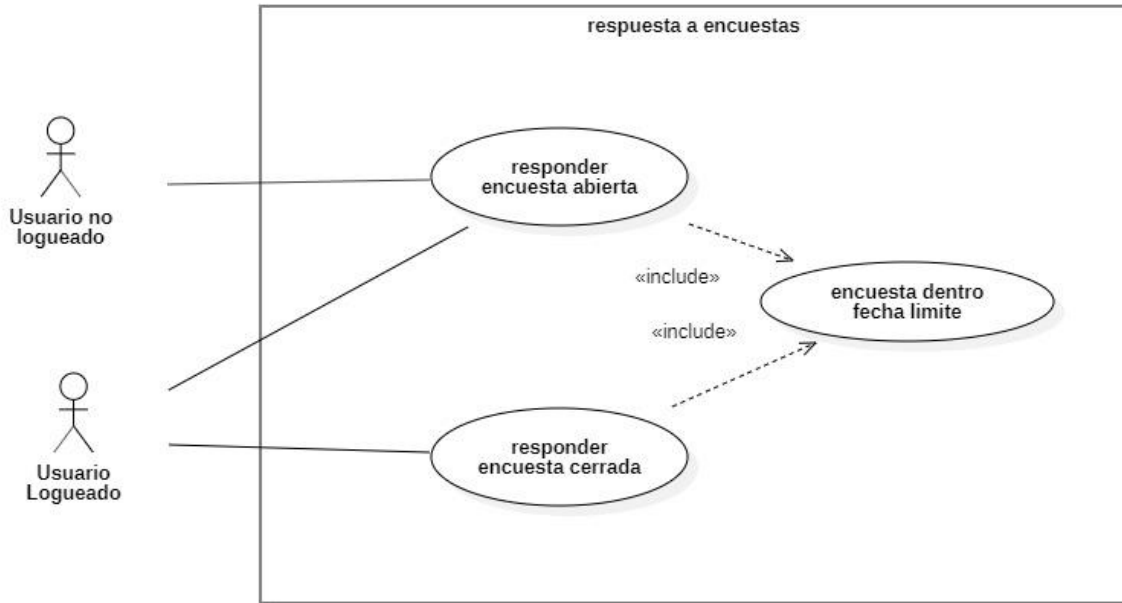 respuesta a encuestas
responder
encuesta abierta
Usuario no
logueado
«include»
encuesta dentro
fecha limite
«include»
Usuario
Logueado
responder
encuesta cerrada